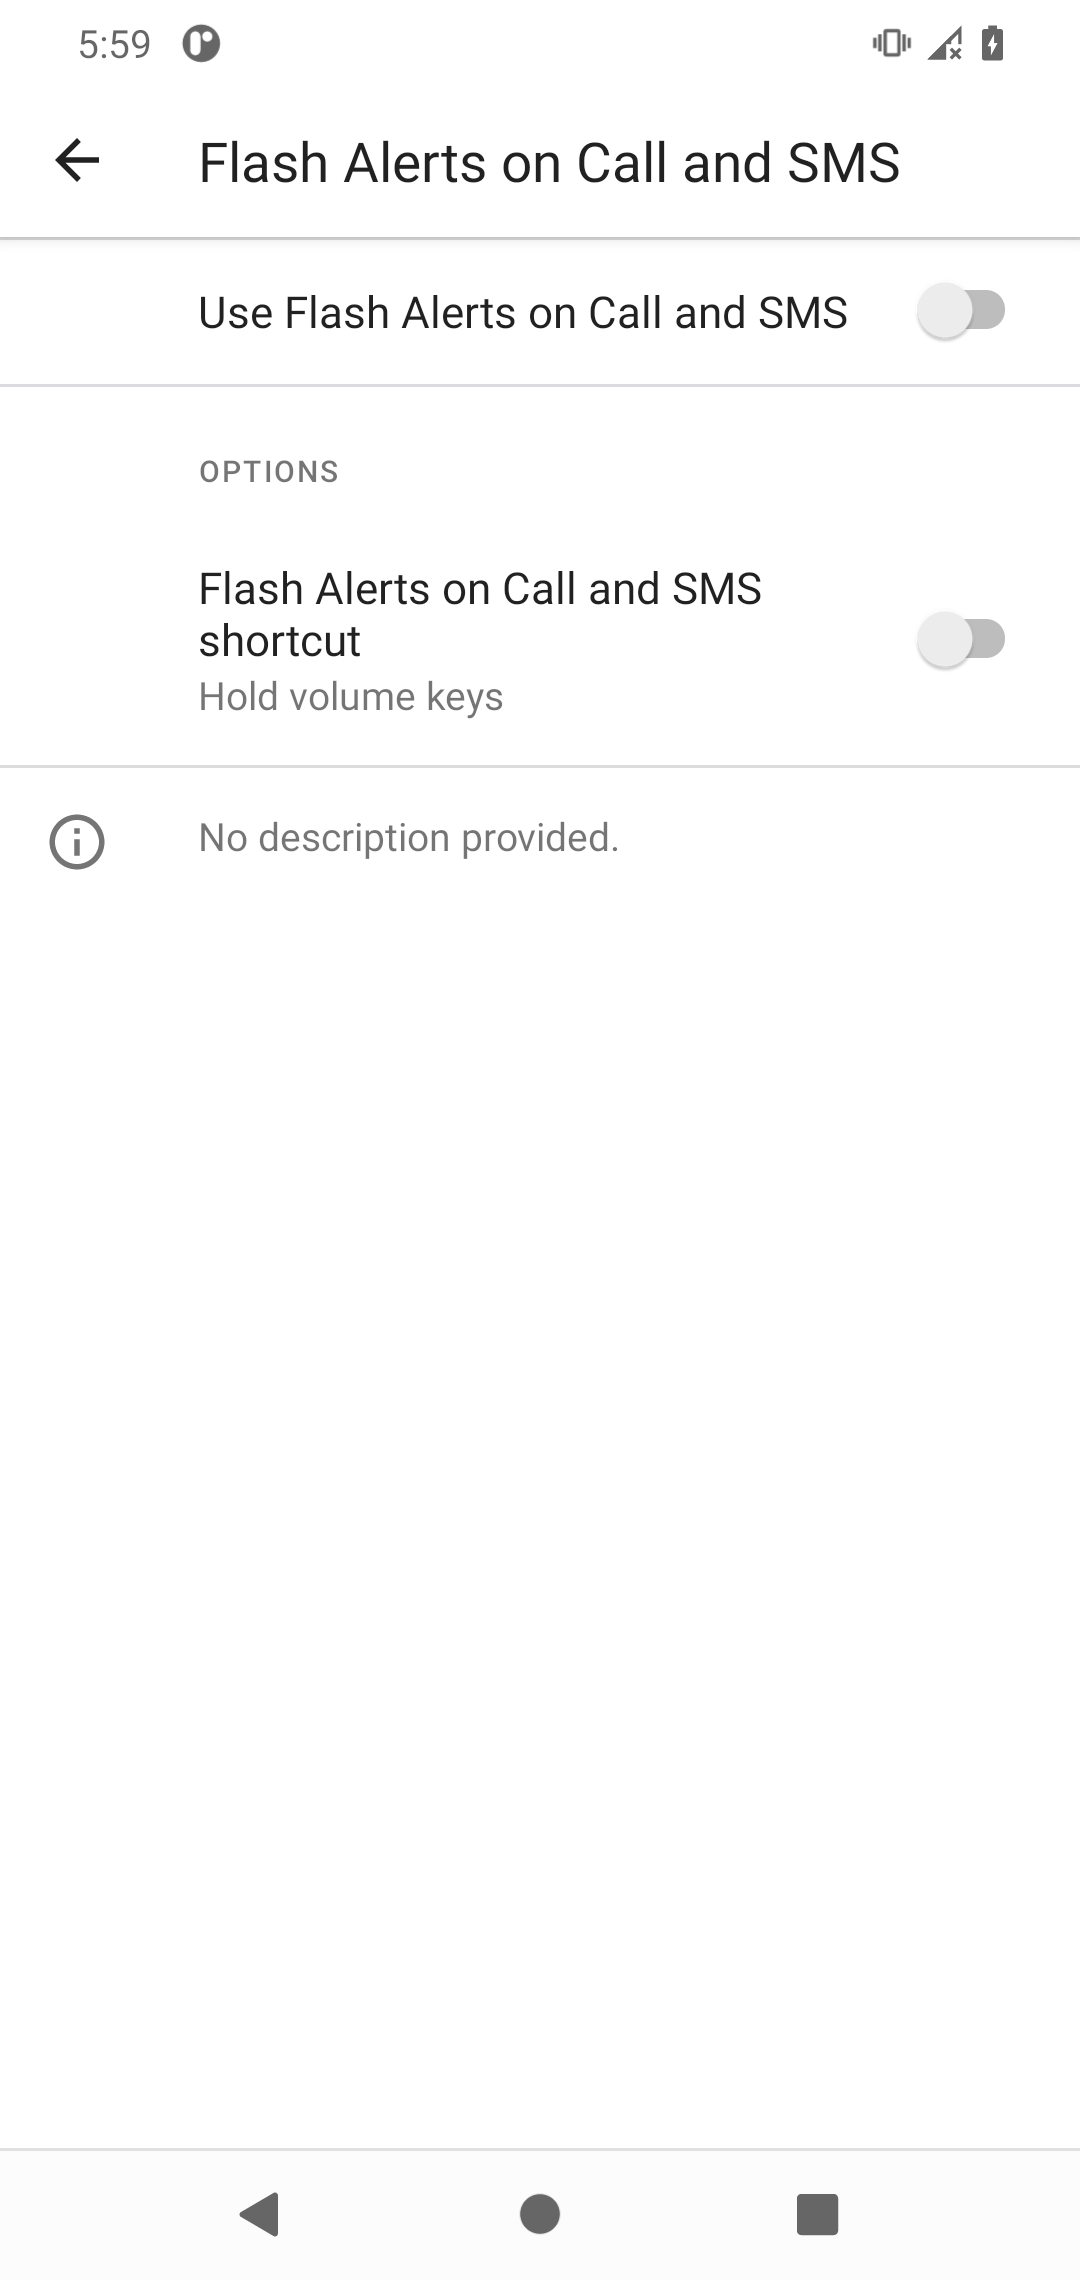 5:59
Flash Alerts on Call and SMS
Use Flash Alerts on Call and SMS
OPTIONS
Flash Alerts on Call and SMS
shortcut
Hold volume keys
No description provided.